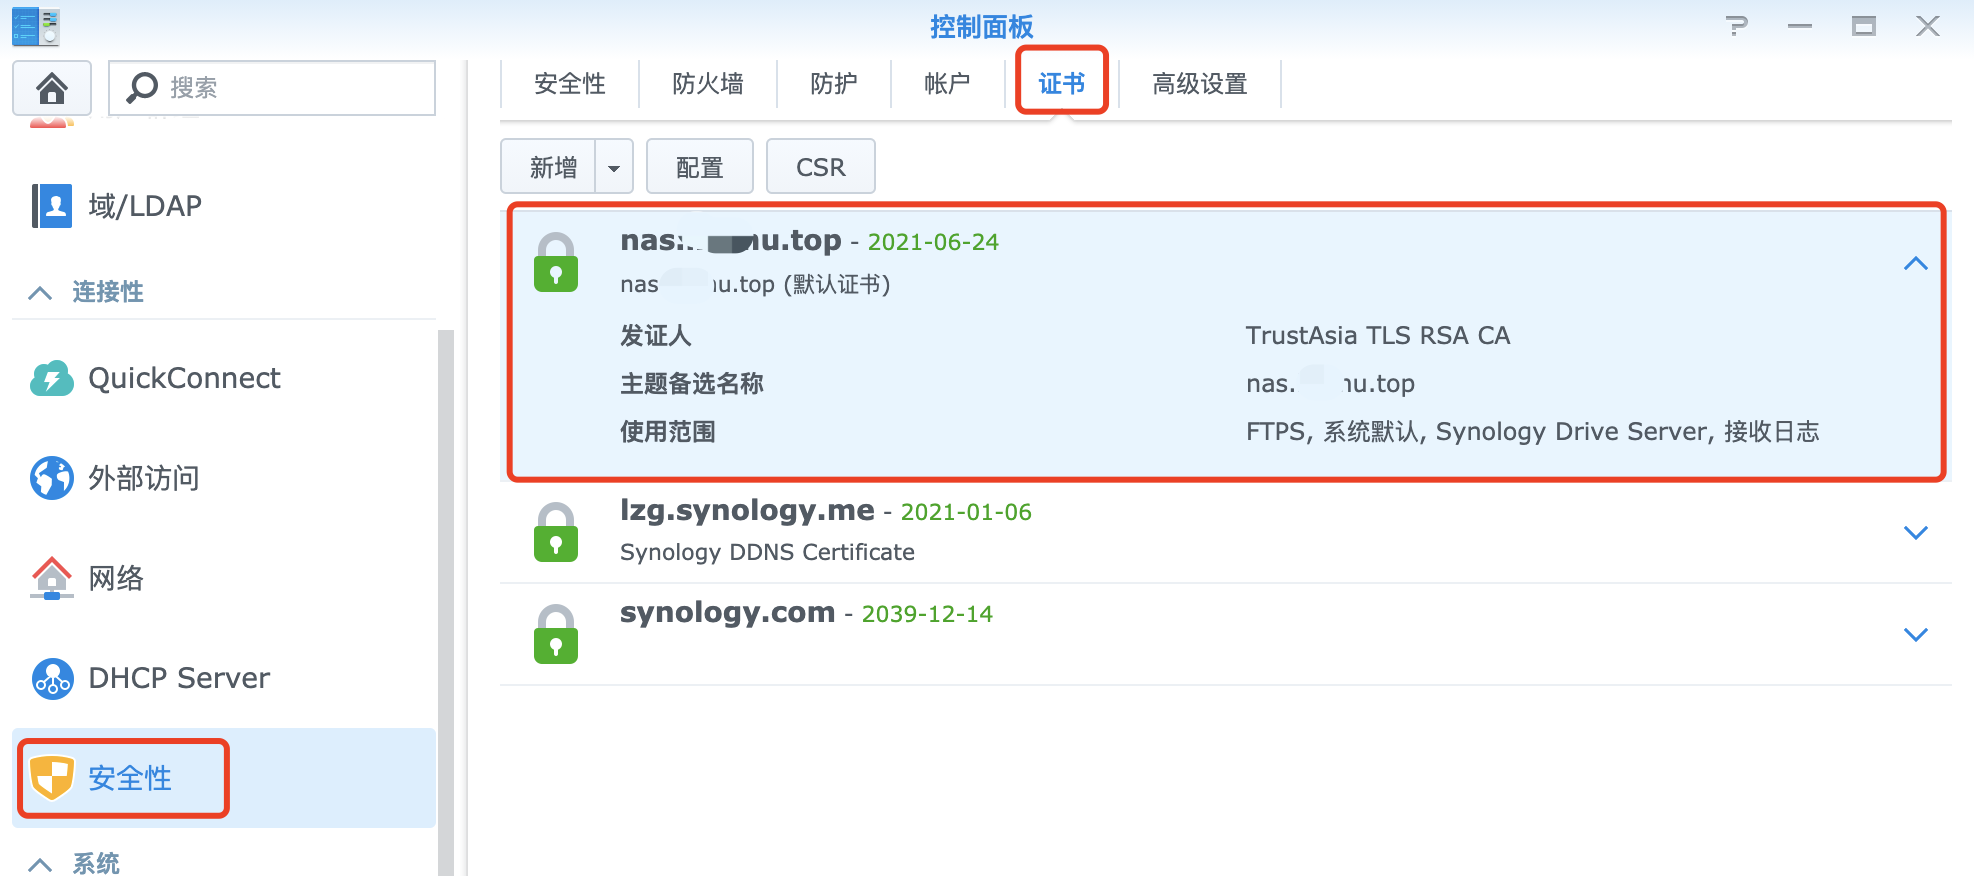 控制面板
搜索
域/LDAP
连接性
QuickConnect
外部访问
网络
DHCP Server
安全性
系统
安全性
防火墙
防护
帐户
证书
高级设置
新增
配置
CSR
nas. nu.top - 2021-06-24
nas nu.top (默认证书)
发证人 TrustAsia TLS RSA CA
主题备选名称 nas. nu.top
使用范围 FTPS, 系统默认, Synology Drive Server, 接收日志
lzg.synology.me - 2021-01-06
Synology DDNS Certificate
synology.com - 2039-12-14